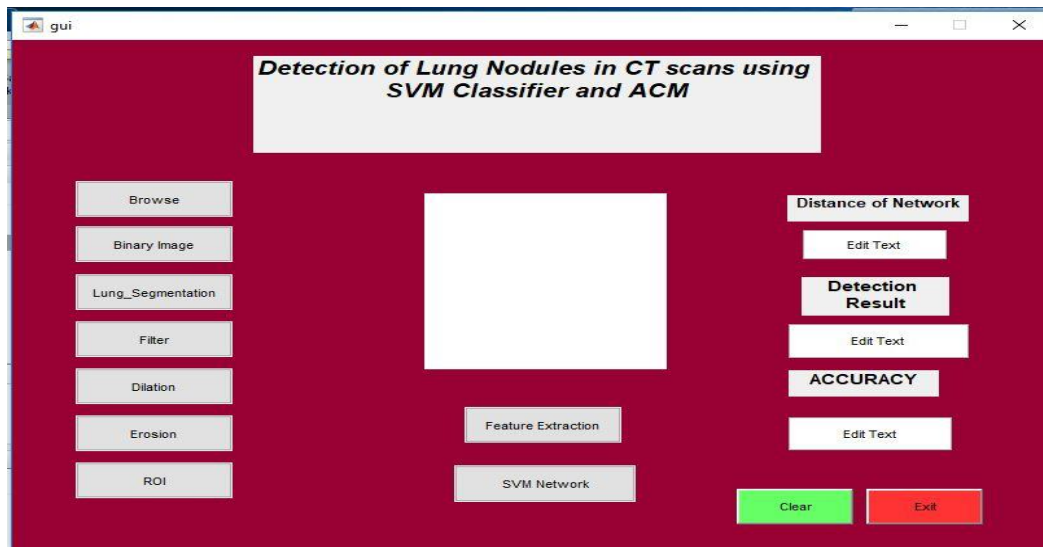 gui
Detection of Lung Nodules in CT scans using
SVM Classifier and ACM
Browse
Binary Image
Lung_Segmentation
Filter
Dilation
Erosion
ROI
Feature Extraction
SVM Network
Distance of Network
Edit Text
Detection
Result
Edit Text
ACCURACY
Edit Text
Clear
Exit